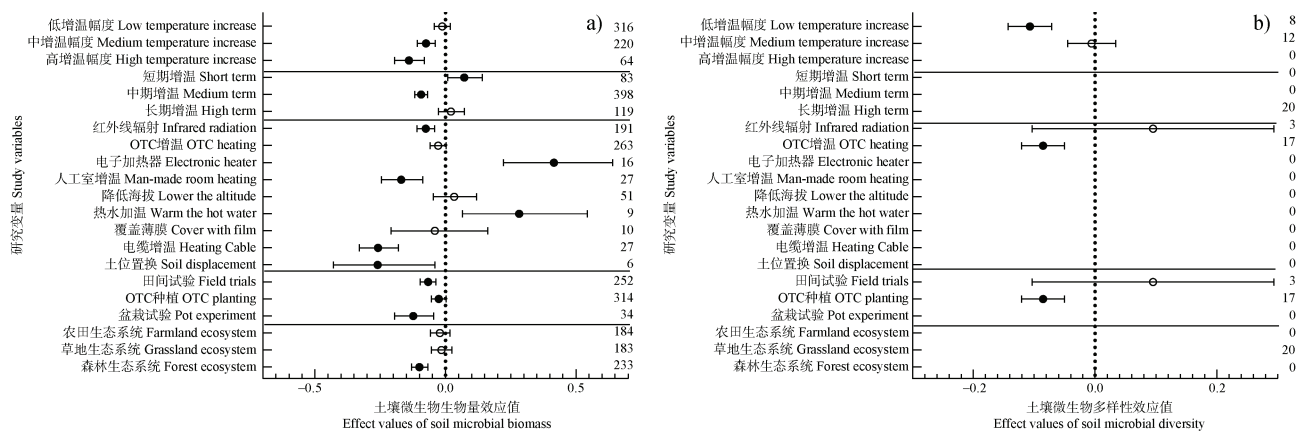 a)
研究变量 Study variables
低增温幅度 Low temperature increase 316
中增温幅度 Medium temperature increase 220
高增温幅度 High temperature increase 64
短期增温 Short term 83
中期增温 Medium term 398
长期增温 High term 119
红外线辐射 Infrared radiation 191
OTC增温 OTC heating 263
电子加热器 Electronic heater 16
人工室增温 Man-made room heating 27
降低海拔 Lower the altitude 51
热水加温 Warm the hot water 9
覆盖薄膜 Cover with film 10
电缆增温 Heating Cable 27
土位置换 Soil displacement 6
田间试验 Field trials 252
OTC种植 OTC planting 314
盆栽试验 Pot experiment 34
农田生态系统 Farmland ecosystem 184
草地生态系统 Grassland ecosystem 183
森林生态系统 Forest ecosystem 233
−0.5 0.0 0.5
土壤微生物生物量效应值
Effect values of soil microbial biomass
b)
研究变量 Study variables
低增温幅度 Low temperature increase 8
中增温幅度 Medium temperature increase 12
高增温幅度 High temperature increase 0
短期增温 Short term 0
中期增温 Medium term 0
长期增温 High term 20
红外线辐射 Infrared radiation 3
OTC增温 OTC heating 17
电子加热器 Electronic heater 0
人工室增温 Man-made room heating 0
降低海拔 Lower the altitude 0
热水加温 Warm the hot water 0
覆盖薄膜 Cover with film 0
电缆增温 Heating Cable 0
土位置换 Soil displacement 0
田间试验 Field trials 3
OTC种植 OTC planting 17
盆栽试验 Pot experiment 0
农田生态系统 Farmland ecosystem 0
草地生态系统 Grassland ecosystem 20
森林生态系统 Forest ecosystem 0
−0.2 0.0 0.2
土壤微生物多样性效应值
Effect values of soil microbial diversity